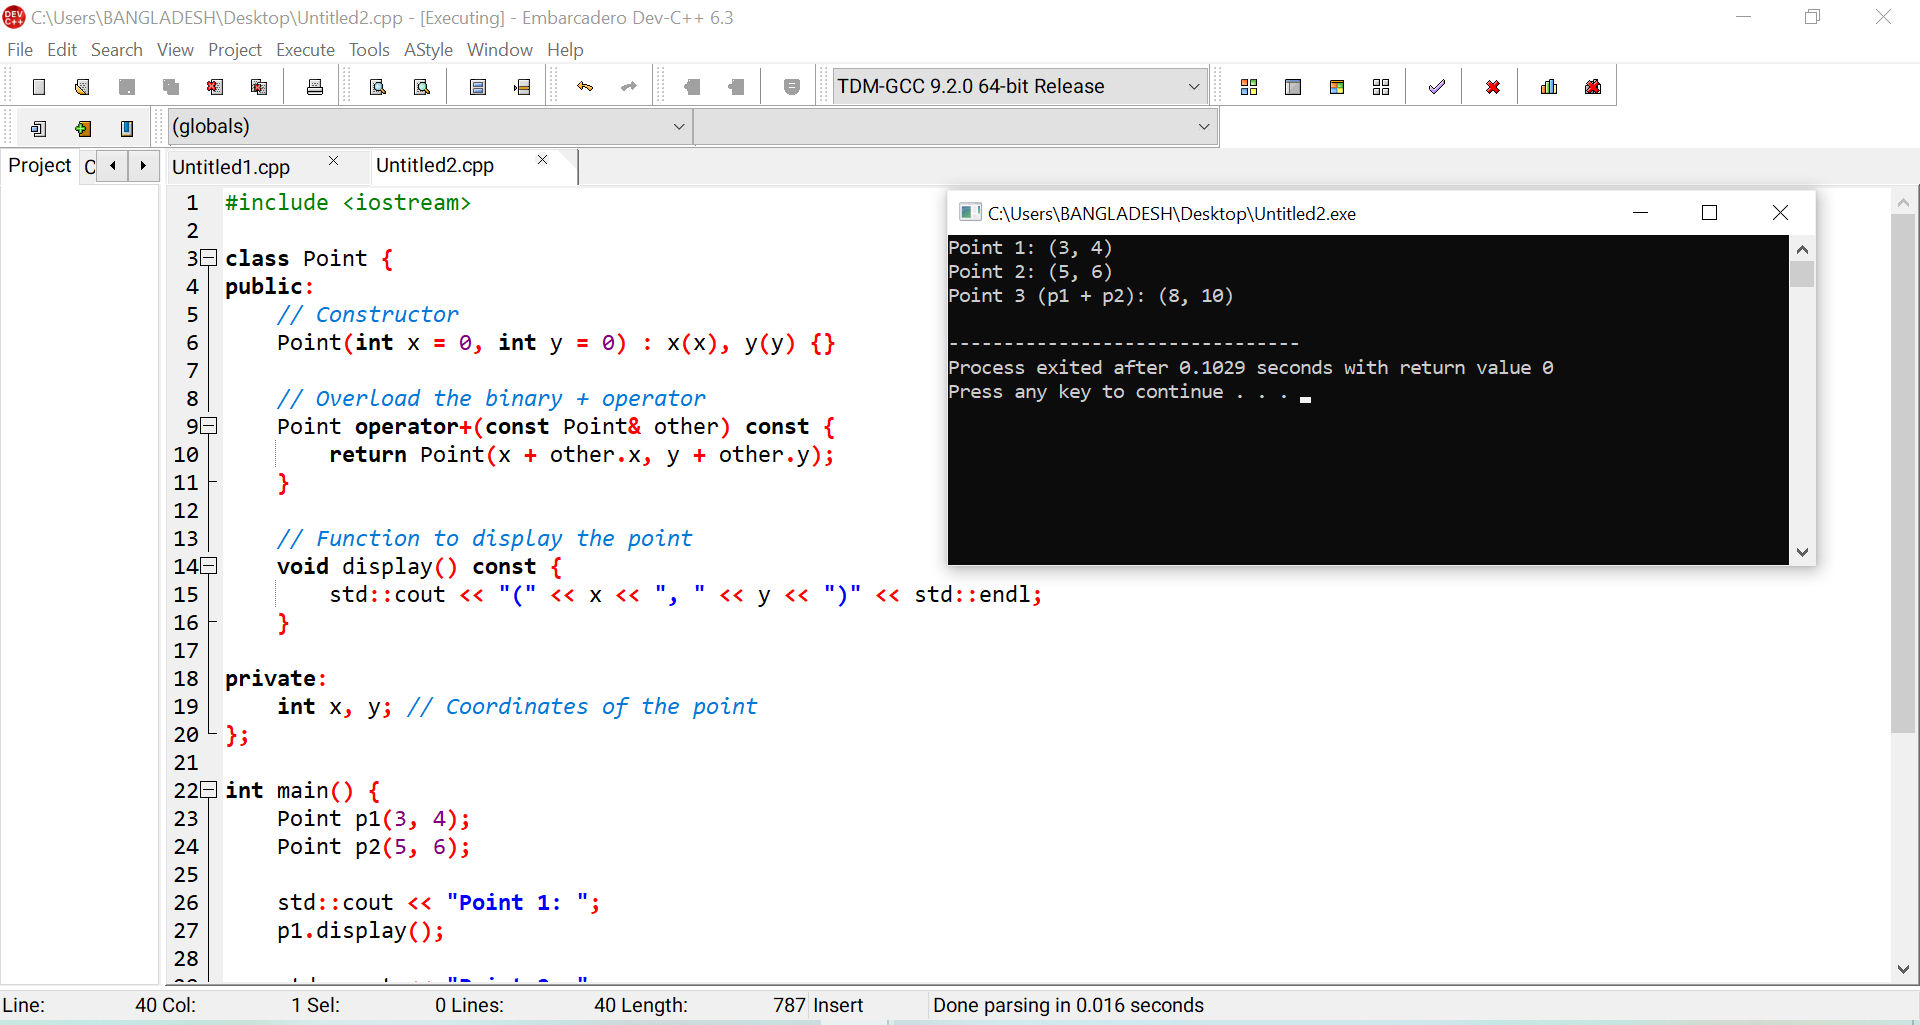 C:\Users\BANGLADESH\Desktop\Untitled2.cpp - [Executing] - Embarcadero Dev-C++ 6.3
File Edit Search View Project Execute Tools AStyle Window Help
TDM-GCC 9.2.0 64-bit Release
(globals)
Project C
Untitled1.cpp
Untitled2.cpp
1 #include <iostream>
2
3 class Point {
4 public:
5     // Constructor
6     Point(int x = 0, int y = 0) : x(x), y(y) {}
7
8     // Overload the binary + operator
9     Point operator+(const Point& other) const {
10         return Point(x + other.x, y + other.y);
11     }
12
13     // Function to display the point
14     void display() const {
15         std::cout << "(" << x << ", " << y << ")" << std::endl;
16     }
17
18 private:
19     int x, y; // Coordinates of the point
20 };
21
22 int main() {
23     Point p1(3, 4);
24     Point p2(5, 6);
25
26     std::cout << "Point 1: ";
27     p1.display();
28
C:\Users\BANGLADESH\Desktop\Untitled2.exe
Point 1: (3, 4)
Point 2: (5, 6)
Point 3 (p1 + p2): (8, 10)
--------------------------------
Process exited after 0.1029 seconds with return value 0
Press any key to continue . . .
Line: 40 Col: 1 Sel: 0 Lines: 40 Length: 787 Insert Done parsing in 0.016 seconds